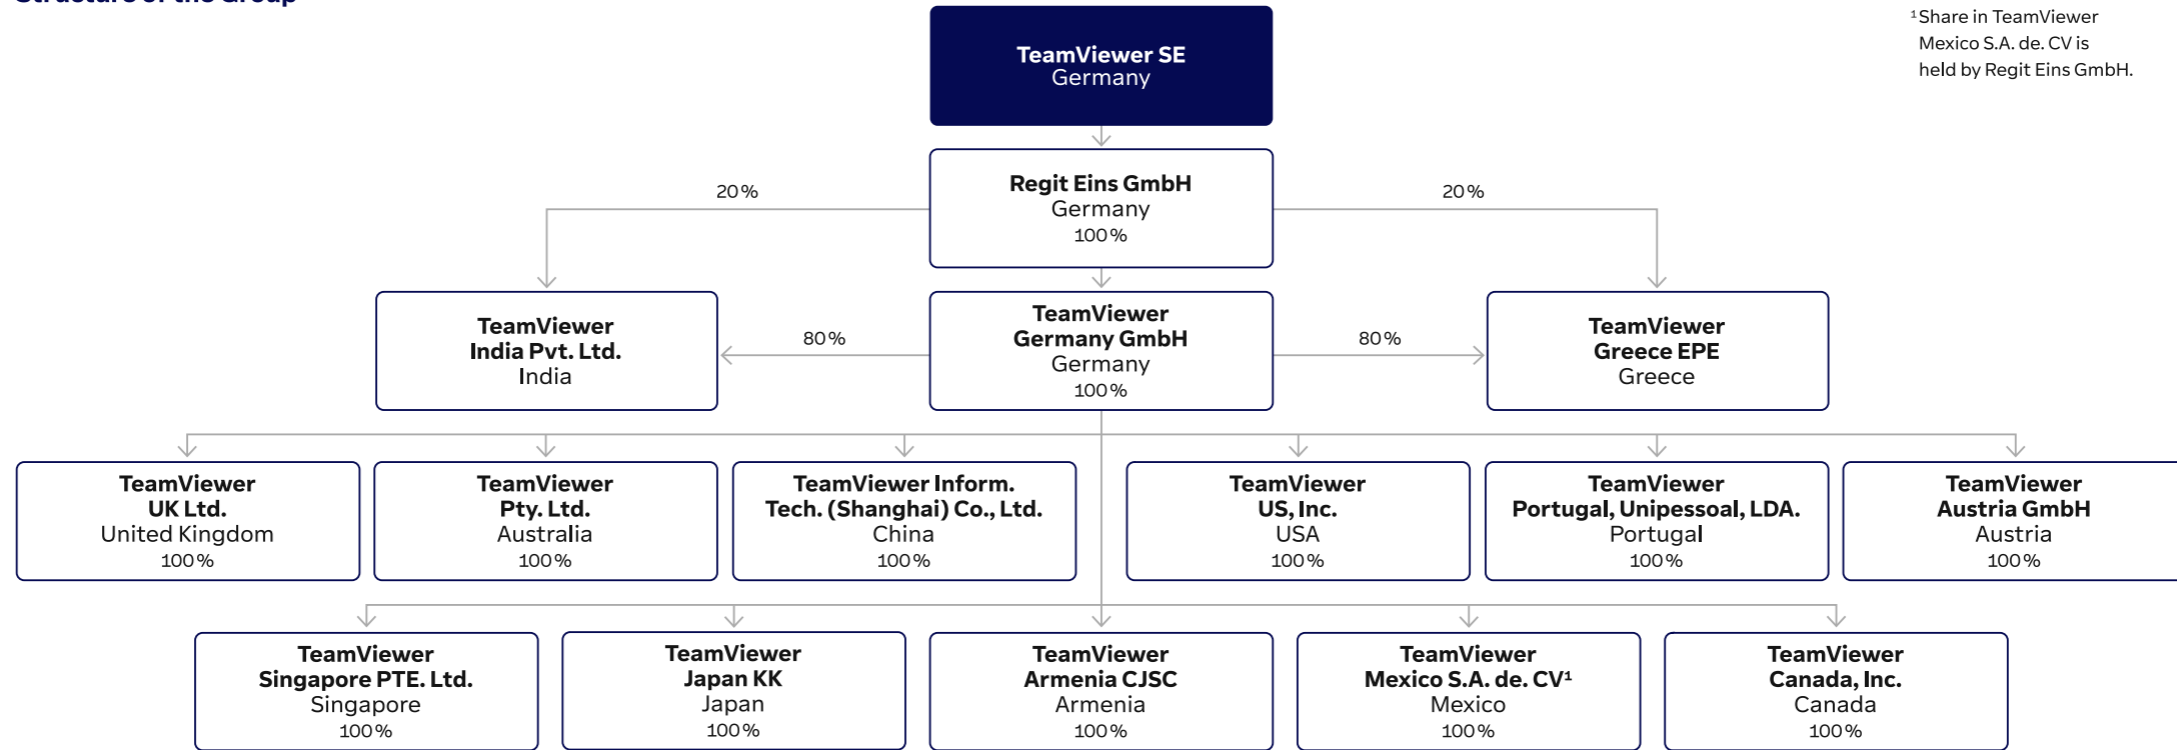 Structure of the Group
TeamViewer SE
Germany
¹Share in TeamViewer
Mexico S.A. de. CV is
held by Regit Eins GmbH.
Regit Eins GmbH
Germany
100%
20%
20%
TeamViewer
India Pvt. Ltd.
India
80%
TeamViewer
Germany GmbH
Germany
100%
80%
TeamViewer
Greece EPE
Greece
TeamViewer
UK Ltd.
United Kingdom
100%
TeamViewer
Pty. Ltd.
Australia
100%
TeamViewer Inform.
Tech. (Shanghai) Co., Ltd.
China
100%
TeamViewer
US, Inc.
USA
100%
TeamViewer
Portugal, Unipessoal, LDA.
Portugal
100%
TeamViewer
Austria GmbH
Austria
100%
TeamViewer
Singapore PTE. Ltd.
Singapore
100%
TeamViewer
Japan KK
Japan
100%
TeamViewer
Armenia CJSC
Armenia
100%
TeamViewer
Mexico S.A. de. CV¹
Mexico
100%
TeamViewer
Canada, Inc.
Canada
100%